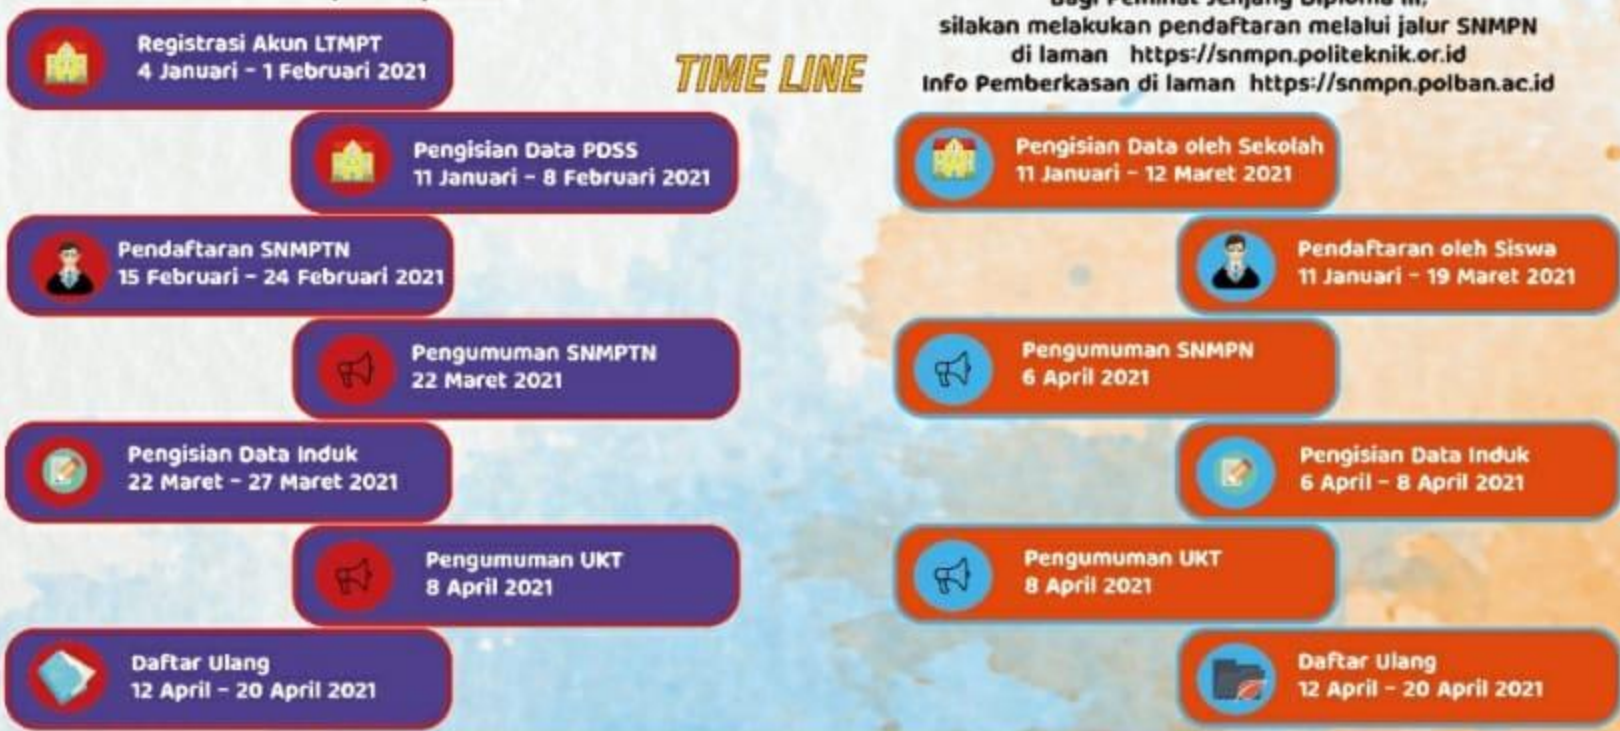 Registrasi Akun LTMPT
4 Januari - 1 Februari 2021
Pengisian Data PDSS
11 Januari - 8 Februari 2021
Pendaftaran SNMPTN
15 Februari - 24 Februari 2021
Pengumuman SNMPTN
22 Maret 2021
Pengisian Data Induk
22 Maret - 27 Maret 2021
Pengumuman UKT
8 April 2021
Daftar Ulang
12 April - 20 April 2021
TIME LINE
Bagi Peminat Jenjang Diploma III,
silakan melakukan pendaftaran melalui jalur SNMPN
di laman https://snmpn.politeknik.or.id
Info Pemberkasan di laman https://snmpn.polban.ac.id
Pengisian Data oleh Sekolah
11 Januari - 12 Maret 2021
Pendaftaran oleh Siswa
11 Januari - 19 Maret 2021
Pengumuman SNMPN
6 April 2021
Pengisian Data Induk
6 April - 8 April 2021
Pengumuman UKT
8 April 2021
Daftar Ulang
12 April - 20 April 2021